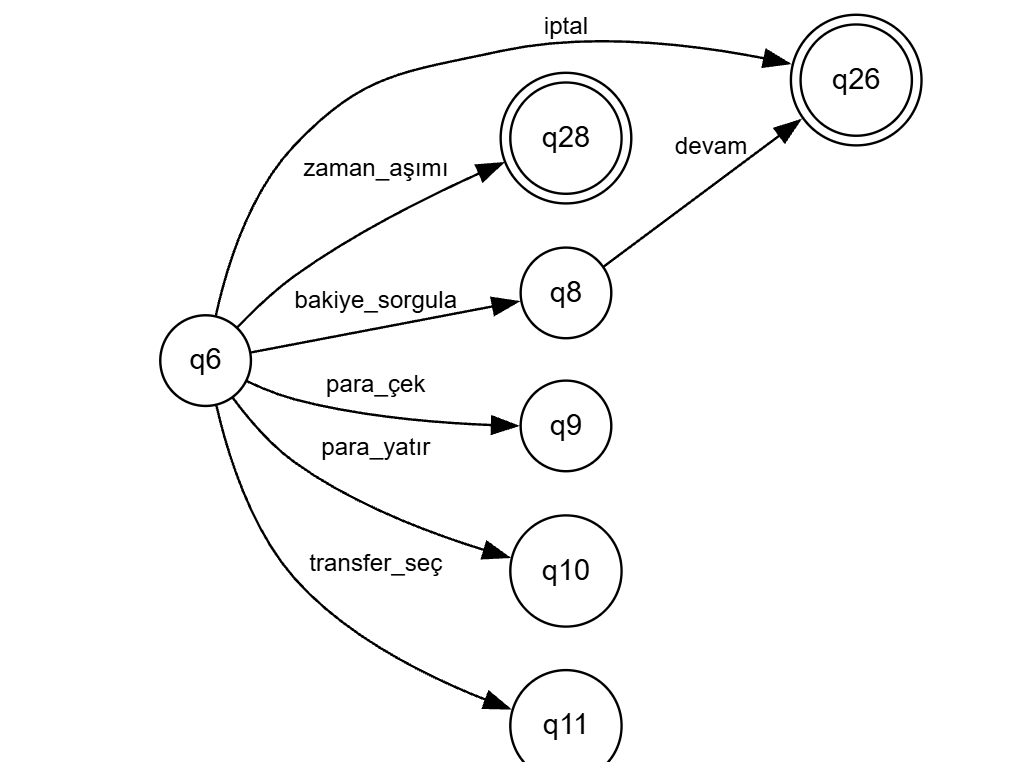 iptal
q26
q28
devam
zaman_aşımı
q8
bakiye_sorgula
q6
para_çek
q9
para_yatır
q10
transfer_seç
q11